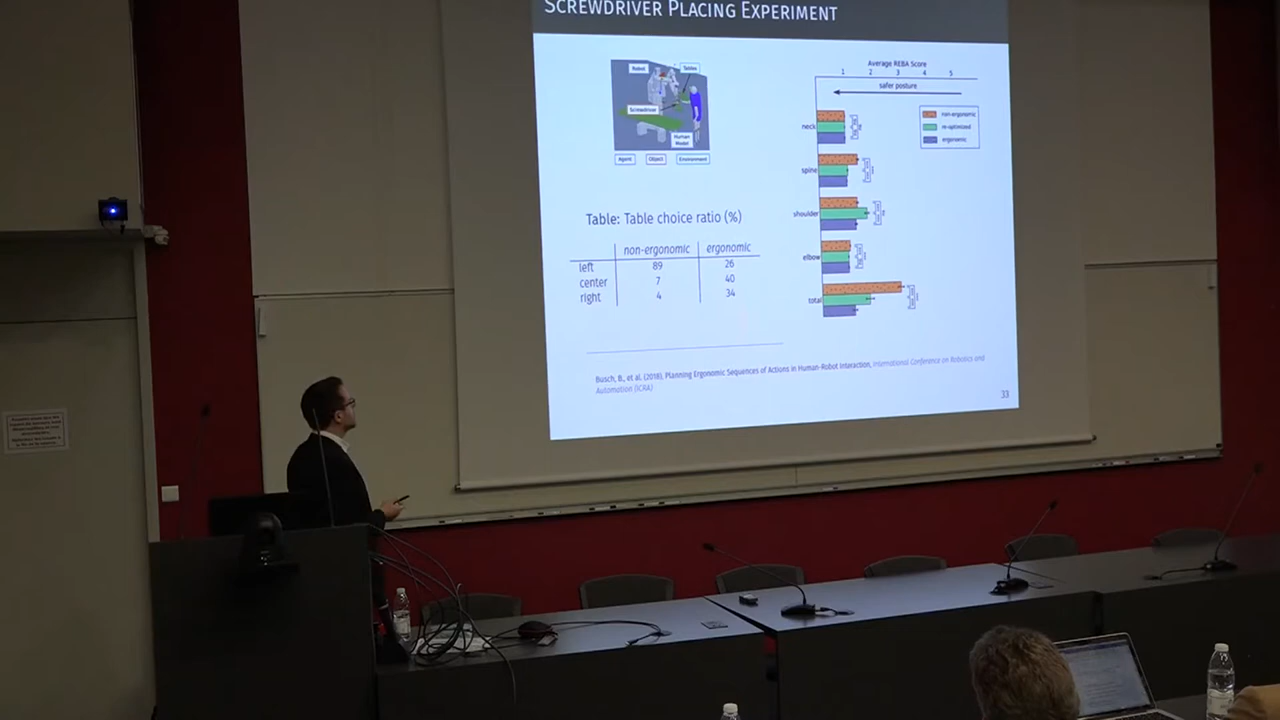 SCREWDRIVER PLACING EXPERIMENT
Robot
Tables
Screwdriver
Human
Model
Agent
Object
Environment
Table: Table choice ratio (%)
non-ergonomic ergonomic
left 89 26
center 7 40
right 4 34
Average REBA Score
1 2 3 4 5
safer posture
non-ergonomic
re-optimized
ergonomic
neck
spine
shoulder
elbow
total
Busch, B., et al. (2018), Planning Ergonomic Sequences of Actions in Human-Robot Interaction, International Conference on Robotics and
Automation (ICRA)
33